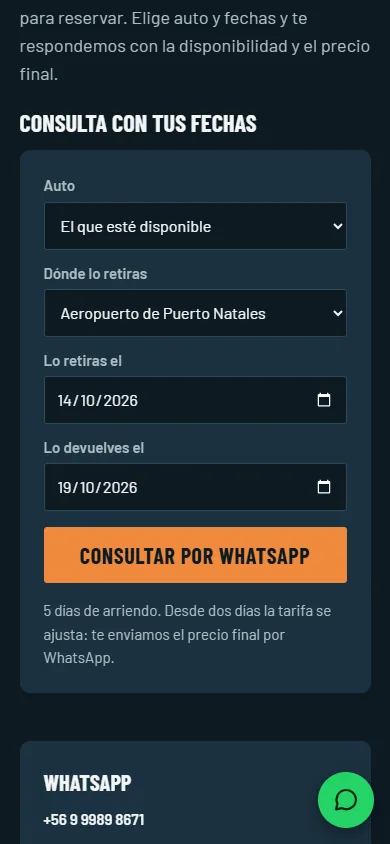 para reservar. Elige auto y fechas y te
respondemos con la disponibilidad y el precio
final.
CONSULTA CON TUS FECHAS
Auto
El que esté disponible
Dónde lo retiras
Aeropuerto de Puerto Natales
Lo retiras el
14/10/2026
Lo devuelves el
19/10/2026
CONSULTAR POR WHATSAPP
5 días de arriendo. Desde dos días la tarifa se
ajusta: te enviamos el precio final por
WhatsApp.
WHATSAPP
+56 9 9989 8671